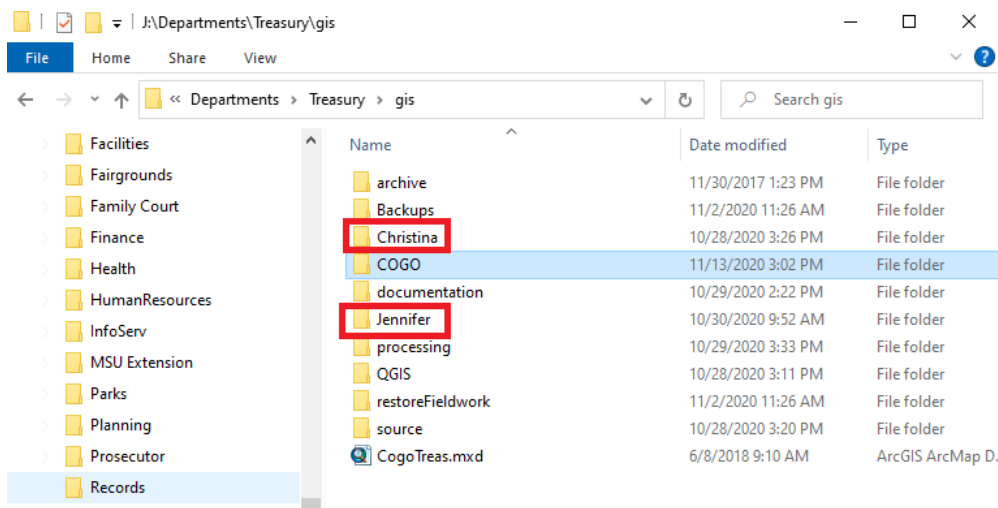 J:\Departments\Treasury\gis
File Home Share View
« Departments › Treasury › gis Search gis
Facilities
Fairgrounds
Family Court
Finance
Health
HumanResources
InfoServ
MSU Extension
Parks
Planning
Prosecutor
Records
Name Date modified Type
archive 11/30/2017 1:23 PM File folder
Backups 11/2/2020 11:26 AM File folder
Christina 10/28/2020 3:26 PM File folder
COGO 11/13/2020 3:02 PM File folder
documentation 10/29/2020 2:22 PM File folder
Jennifer 10/30/2020 9:52 AM File folder
processing 10/29/2020 3:33 PM File folder
QGIS 10/28/2020 3:11 PM File folder
restoreFieldwork 11/2/2020 11:26 AM File folder
source 10/28/2020 3:20 PM File folder
CogoTreas.mxd 6/8/2018 9:10 AM ArcGIS ArcMap D.